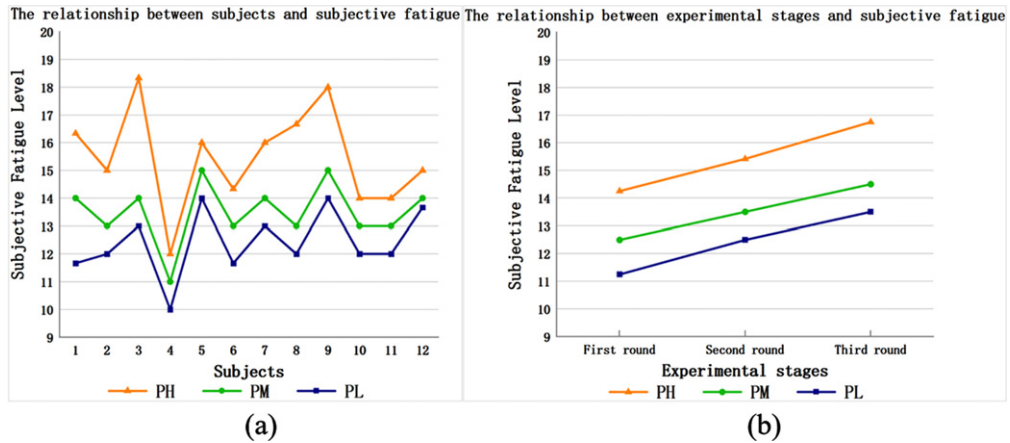 The relationship between subjects and subjective fatigue
20
19
18
17
16
15
14
13
12
11
10
9
Subjective Fatigue Level
1 2 3 4 5 6 7 8 9 10 11 12
Subjects
PH PM PL
(a)
The relationship between experimental stages and subjective fatigue
20
19
18
17
16
15
14
13
12
11
10
9
Subjective Fatigue Level
First round Second round Third round
Experimental stages
PH PM PL
(b)